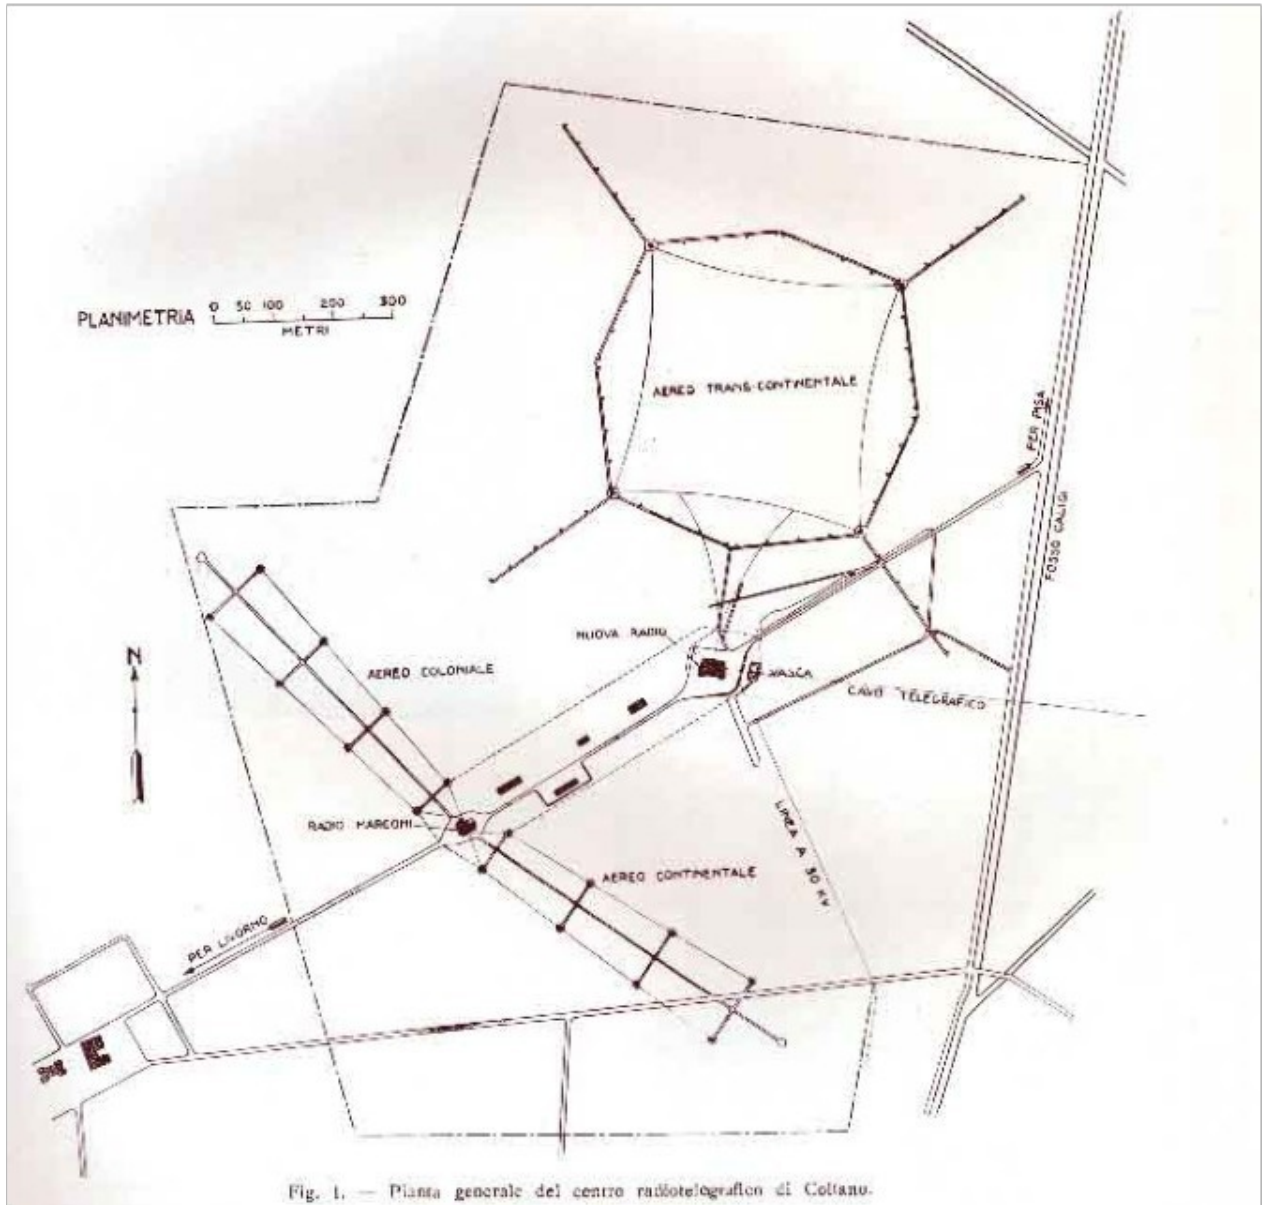 PLANIMETRIA
0 50 100 200 300
METRI
AEREO TRANS-CONTINENTALE
PER PISA
FOSSO CALIGI
NUOVA RADIO
VASCA
CAVO TELEGRAFICO
N
AEREO COLONIALE
RADIO MARCONI
AEREO CONTINENTALE
LINEA A 30 KV
PER LIVORNO
Fig. 1. — Pianta generale del centro radiotelegrafico di Coltano.